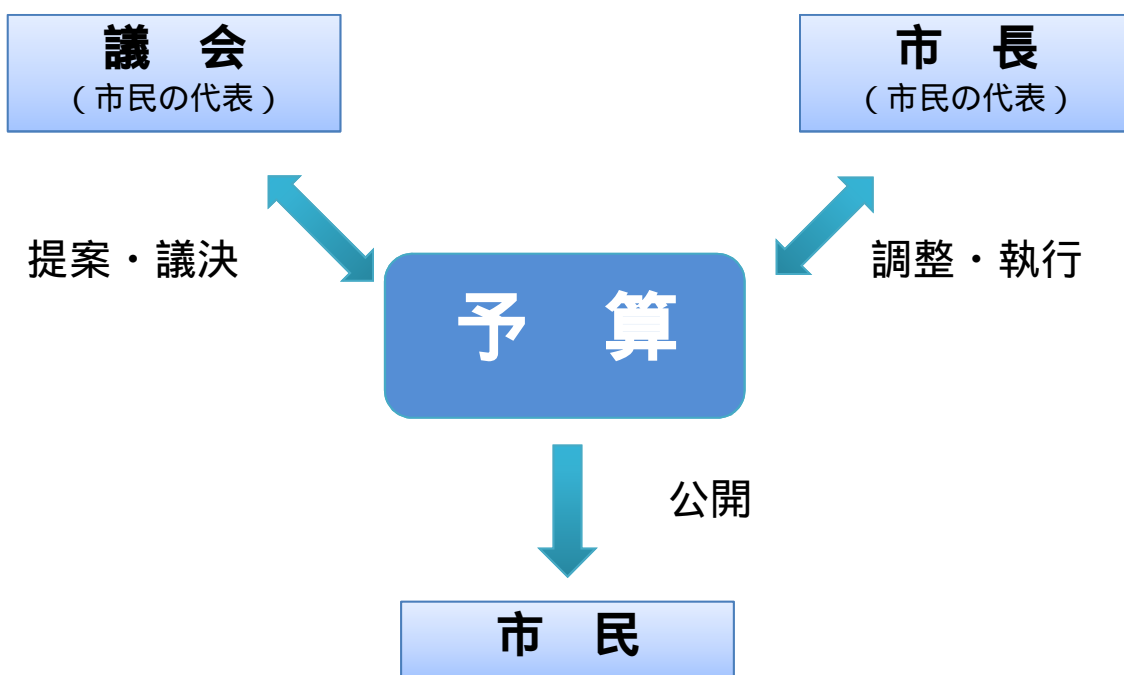 議　会
（市民の代表）
市　長
（市民の代表）
提案・議決
調整・執行
予　算
公開
市　民